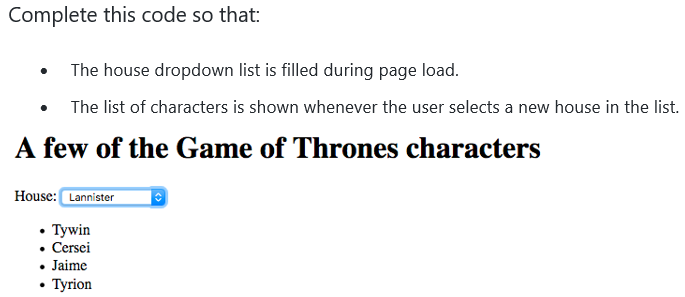 Complete this code so that:
• The house dropdown list is filled during page load.
• The list of characters is shown whenever the user selects a new house in the list.
A few of the Game of Thrones characters
House: Lannister
• Tywin
• Cersei
• Jaime
• Tyrion